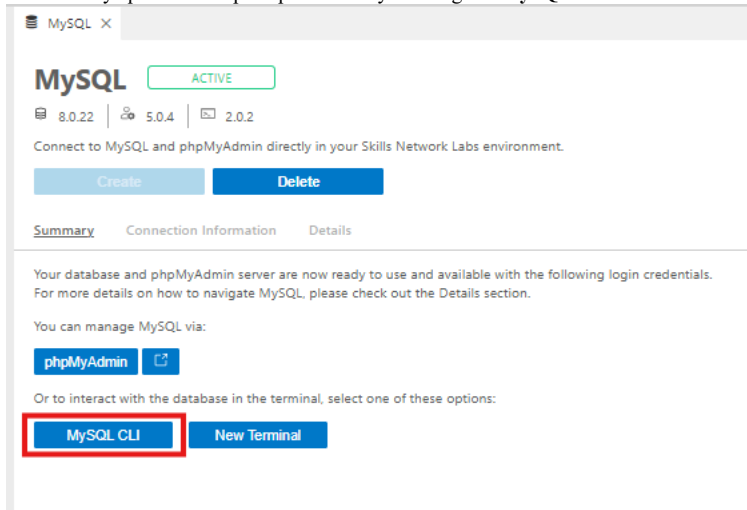 MySQL ×
MySQL ACTIVE
8.0.22 5.0.4 2.0.2
Connect to MySQL and phpMyAdmin directly in your Skills Network Labs environment.
Create Delete
Summary Connection Information Details
Your database and phpMyAdmin server are now ready to use and available with the following login credentials.
For more details on how to navigate MySQL, please check out the Details section.
You can manage MySQL via:
phpMyAdmin
Or to interact with the database in the terminal, select one of these options:
MySQL CLI New Terminal